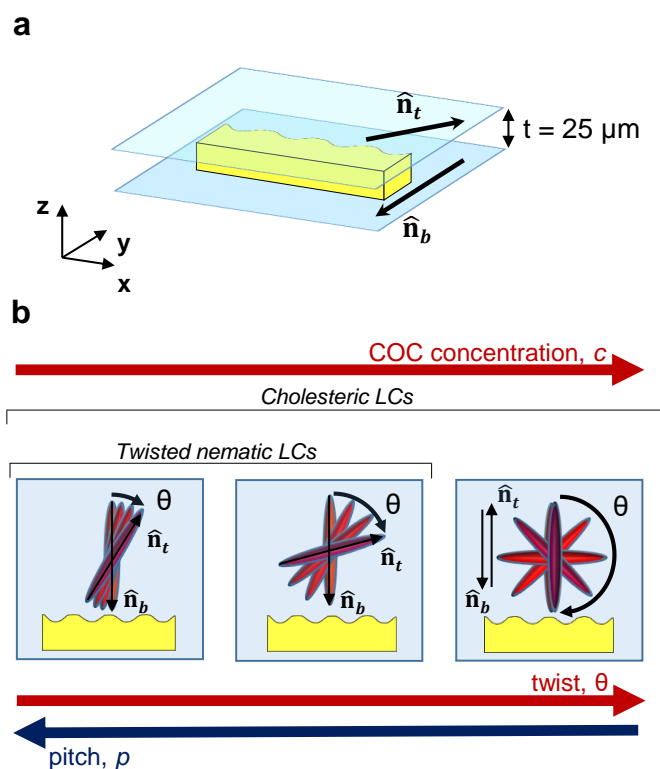 a
n̂t
t = 25 μm
n̂b
z
y
x
b
COC concentration, c
Cholesteric LCs
Twisted nematic LCs
θ θ n̂t θ
n̂t n̂t
n̂b n̂b n̂b
twist, θ
pitch, p